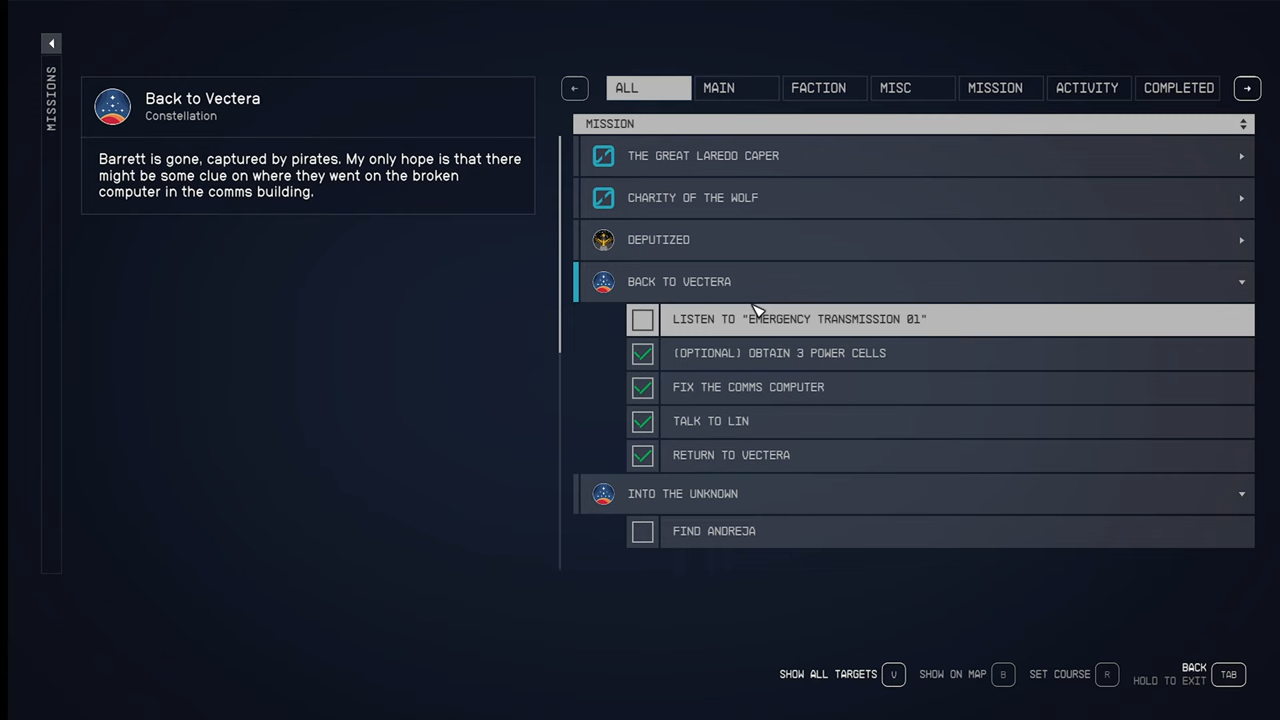 MISSIONS
Back to Vectera
Constellation
Barrett is gone, captured by pirates. My only hope is that there
might be some clue on where they went on the broken
computer in the comms building.
ALL MAIN FACTION MISC MISSION ACTIVITY COMPLETED
MISSION
THE GREAT LAREDO CAPER
CHARITY OF THE WOLF
DEPUTIZED
BACK TO VECTERA
LISTEN TO "EMERGENCY TRANSMISSION 01"
(OPTIONAL) OBTAIN 3 POWER CELLS
FIX THE COMMS COMPUTER
TALK TO LIN
RETURN TO VECTERA
INTO THE UNKNOWN
FIND ANDREJA
SHOW ALL TARGETS V SHOW ON MAP B SET COURSE R BACK TAB
HOLD TO EXIT